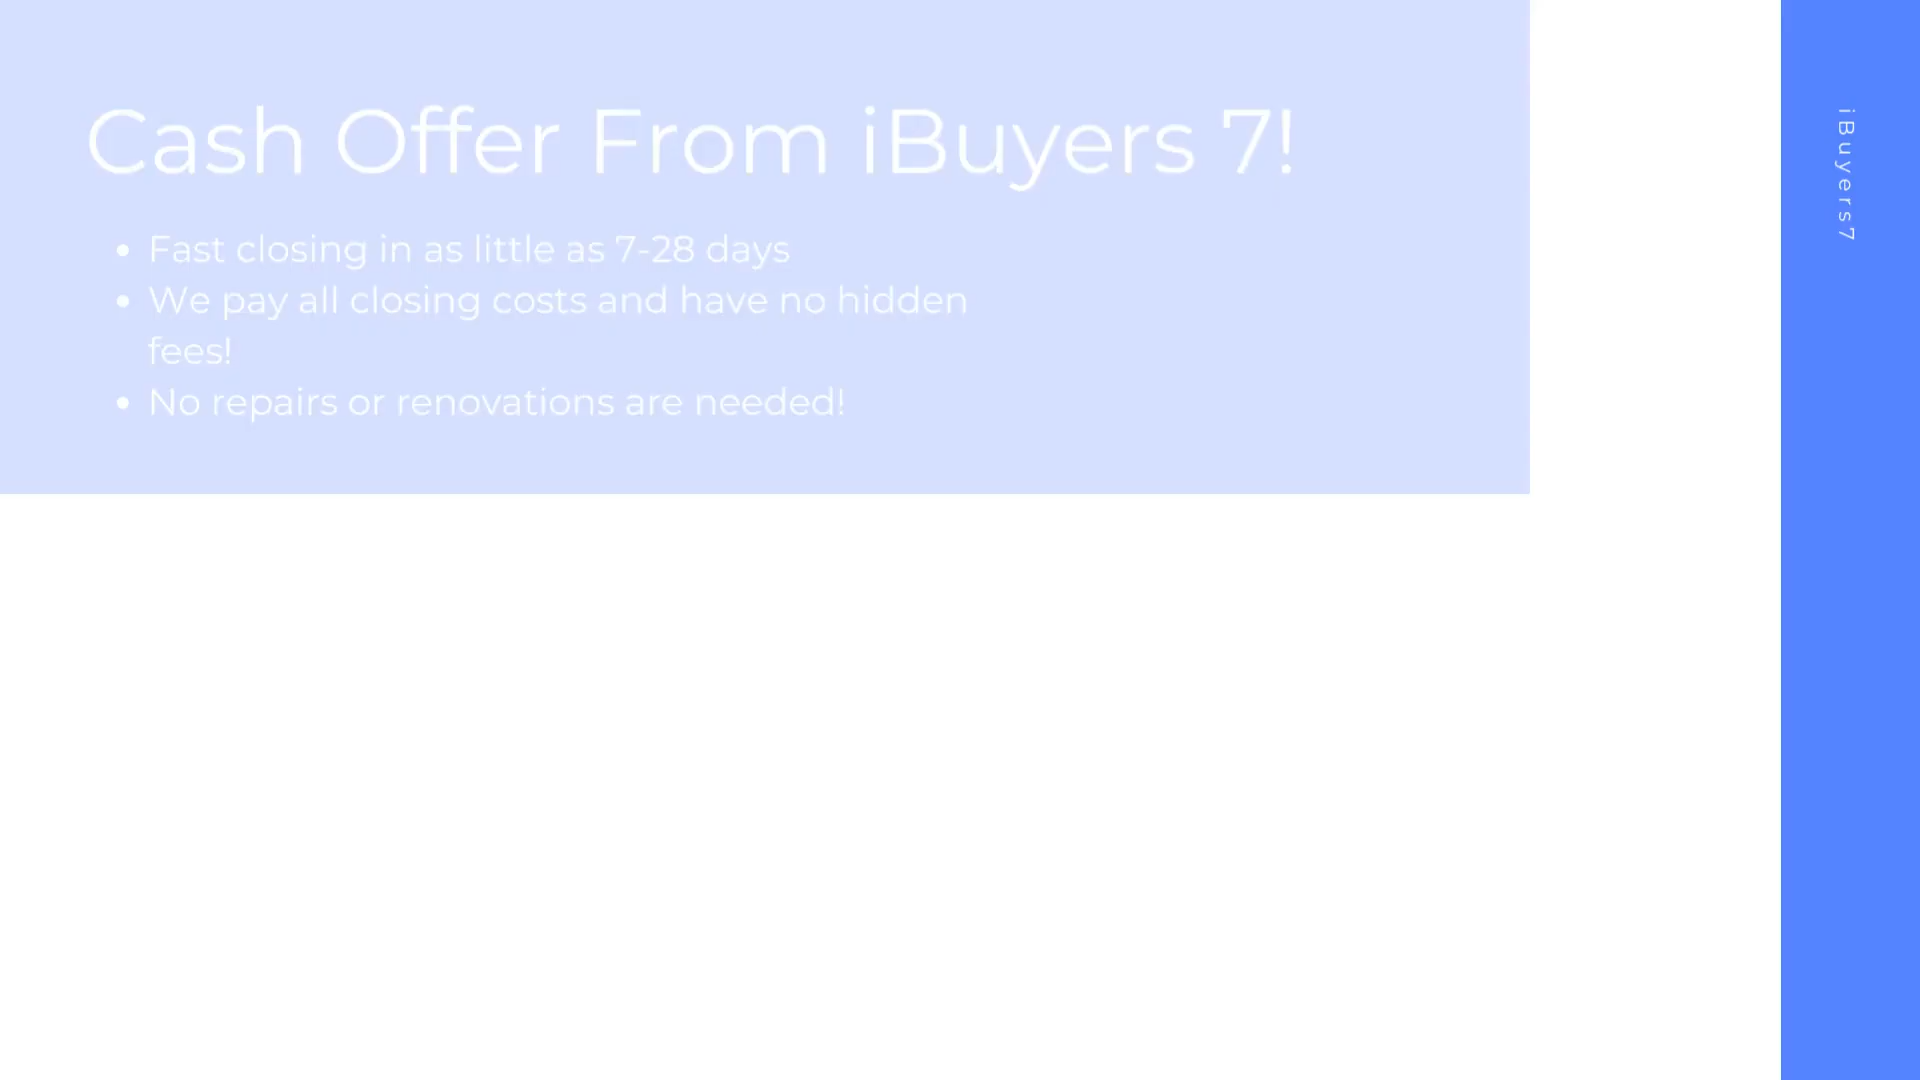 Cash Offer From iBuyers 7!
• Fast closing in as little as 7-28 days
• We pay all closing costs and have no hidden
fees!
• No repairs or renovations are needed!
iBuyers7